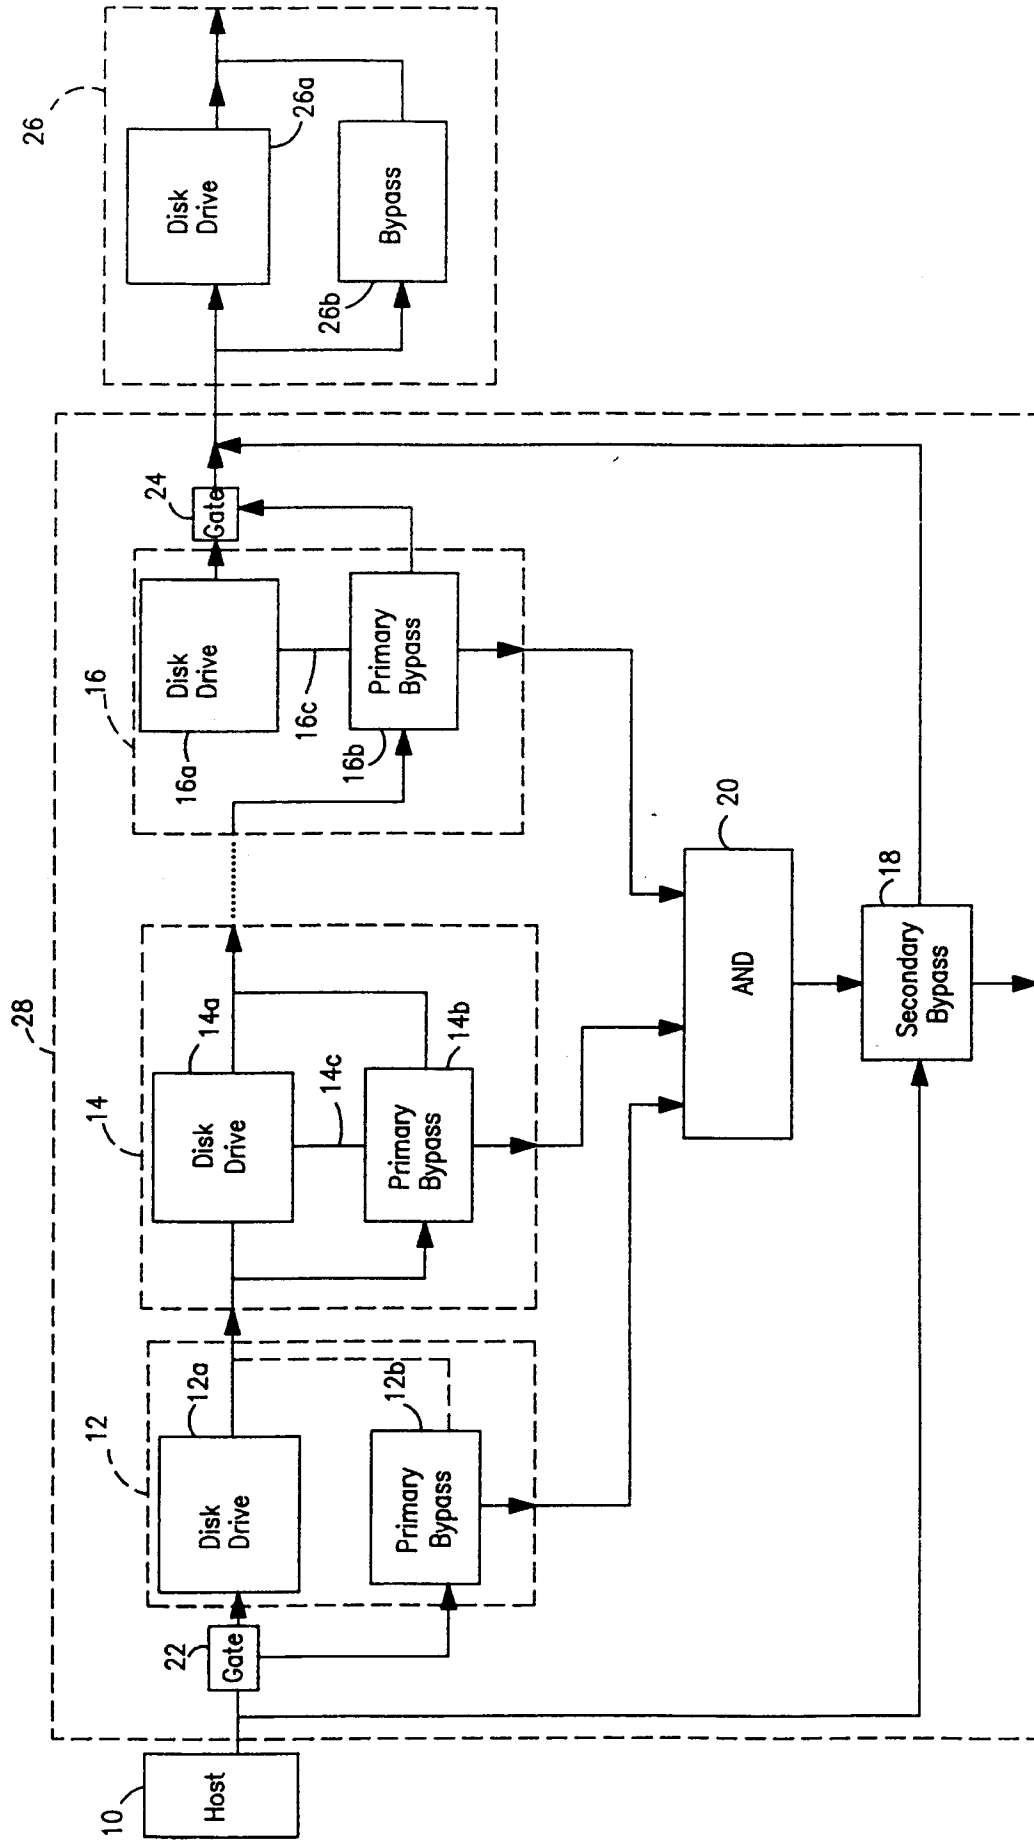 28
26
12
14
16
22
Gate
24
Gate
10
Host
12a
Disk
Drive
12b
Primary
Bypass
14a
Disk
Drive
14c
14b
Primary
Bypass
16a
Disk
Drive
16c
16b
Primary
Bypass
26a
Disk
Drive
26b
Bypass
20
AND
18
Secondary
Bypass